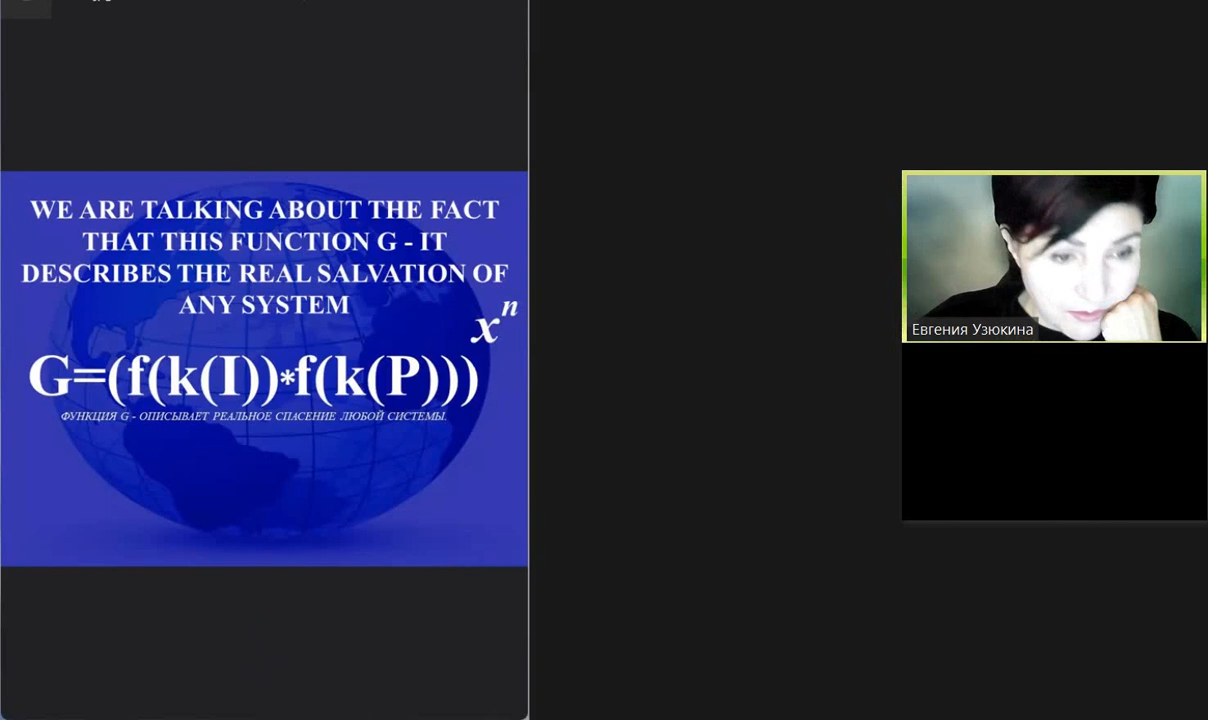 WE ARE TALKING ABOUT THE FACT
THAT THIS FUNCTION G - IT
DESCRIBES THE REAL SALVATION OF
ANY SYSTEM
G=(f(k(I))*f(k(P)))xⁿ
ФУНКЦИЯ G - ОПИСЫВАЕТ РЕАЛЬНОЕ СПАСЕНИЕ ЛЮБОЙ СИСТЕМЫ.
Евгения Узюкина